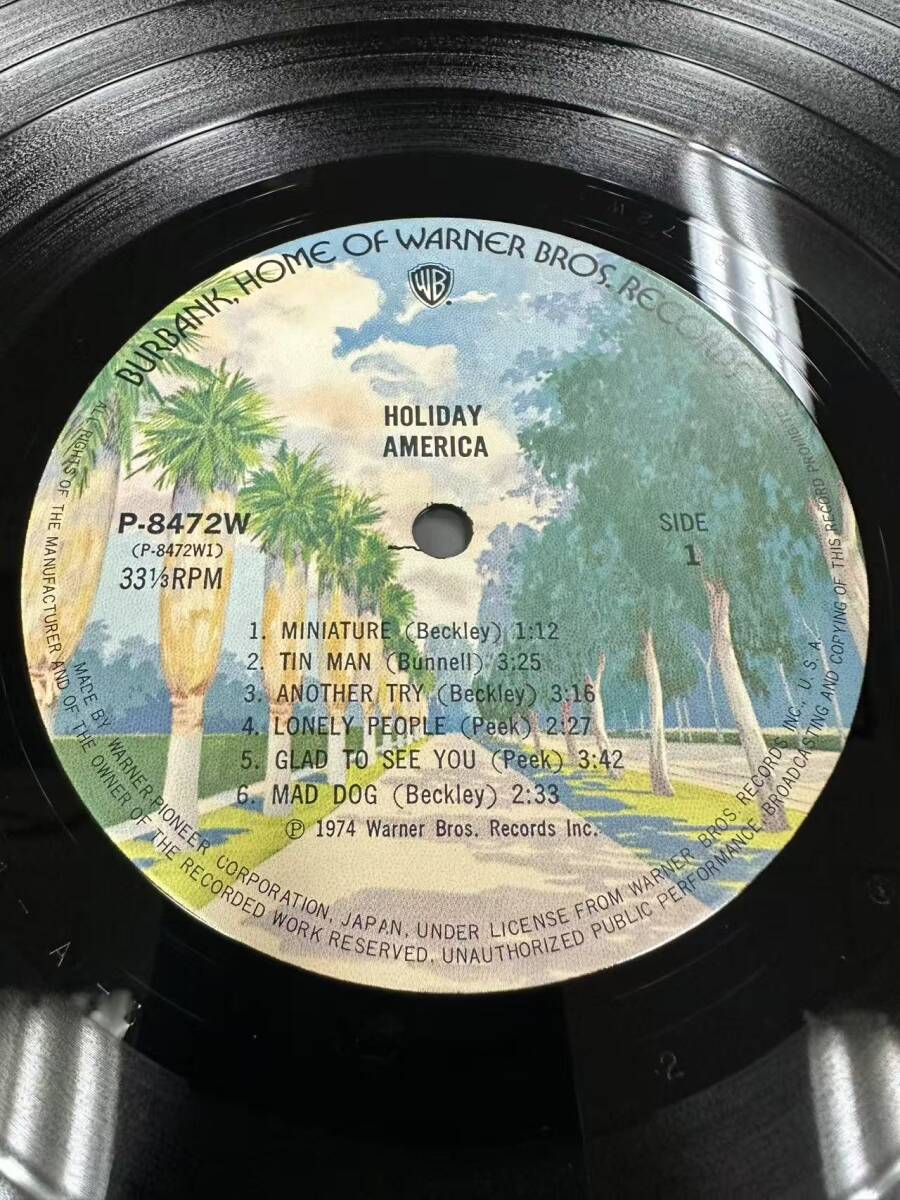 BURBANK, HOME OF WARNER BROS. RECORDS
WB
HOLIDAY
AMERICA
P-8472W
(P-8472W1)
33⅓RPM
SIDE
1
1. MINIATURE (Beckley) 1:12
2. TIN MAN (Bunnell) 3:25
3. ANOTHER TRY (Beckley) 3:16
4. LONELY PEOPLE (Peek) 2:27
5. GLAD TO SEE YOU (Peek) 3:42
6. MAD DOG (Beckley) 2:33
Ⓟ 1974 Warner Bros. Records Inc.
MADE BY WARNER-PIONEER CORPORATION, JAPAN, UNDER LICENSE FROM WARNER BROS. RECORDS INC., U.S.A.
ALL RIGHTS OF THE MANUFACTURER AND OF THE OWNER OF THE RECORDED WORK RESERVED. UNAUTHORIZED PUBLIC PERFORMANCE, BROADCASTING AND COPYING OF THIS RECORD PROHIBITED
A
2